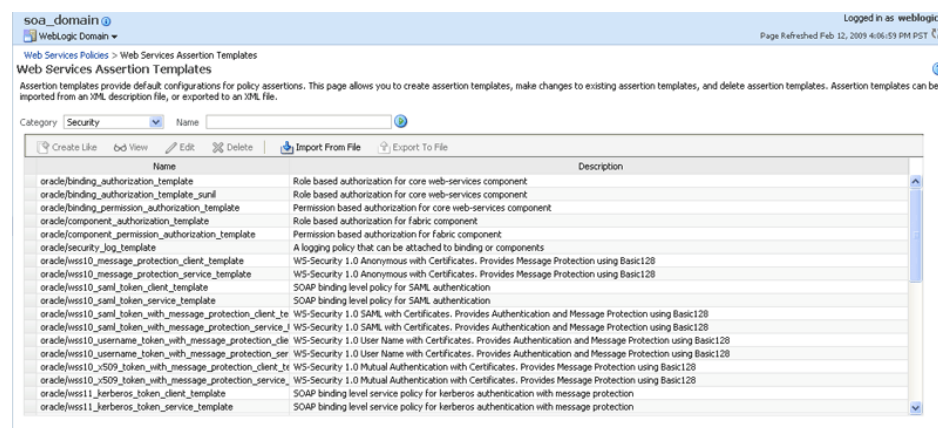 soa_domain
Logged in as weblogic
WebLogic Domain
Page Refreshed Feb 12, 2009 4:06:59 PM PST
Web Services Policies > Web Services Assertion Templates
Web Services Assertion Templates
Assertion templates provide default configurations for policy assertions. This page allows you to create assertion templates, make changes to existing assertion templates, and delete assertion templates. Assertion templates can be
imported from an XML description file, or exported to an XML file.
Category Security Name
Create Like View Edit Delete Import From File Export To File
Name Description
oracle/binding_authorization_template Role based authorization for core web-services component
oracle/binding_authorization_template_sunil Role based authorization for core web-services component
oracle/binding_permission_authorization_template Permission based authorization for core web-services component
oracle/component_authorization_template Role based authorization for fabric component
oracle/component_permission_authorization_template Permission based authorization for fabric component
oracle/security_log_template A logging policy that can be attached to binding or components
oracle/wss10_message_protection_client_template WS-Security 1.0 Anonymous with Certificates. Provides Message Protection using Basic128
oracle/wss10_message_protection_service_template WS-Security 1.0 Anonymous with Certificates. Provides Message Protection using Basic128
oracle/wss10_saml_token_client_template SOAP binding level policy for SAML authentication
oracle/wss10_saml_token_service_template SOAP binding level policy for SAML authentication
oracle/wss10_saml_token_with_message_protection_client_te WS-Security 1.0 SAML with Certificates. Provides Authentication and Message Protection using Basic128
oracle/wss10_saml_token_with_message_protection_service_ WS-Security 1.0 SAML with Certificates. Provides Authentication and Message Protection using Basic128
oracle/wss10_username_token_with_message_protection_clie WS-Security 1.0 User Name with Certificates. Provides Authentication and Message Protection using Basic128
oracle/wss10_username_token_with_message_protection_ser WS-Security 1.0 User Name with Certificates. Provides Authentication and Message Protection using Basic128
oracle/wss10_x509_token_with_message_protection_client_te WS-Security 1.0 Mutual Authentication with Certificates. Provides Message Protection using Basic128
oracle/wss10_x509_token_with_message_protection_service_ WS-Security 1.0 Mutual Authentication with Certificates. Provides Message Protection using Basic128
oracle/wss11_kerberos_token_client_template SOAP binding level service policy for kerberos authentication with message protection
oracle/wss11_kerberos_token_service_template SOAP binding level service policy for kerberos authentication with message protection